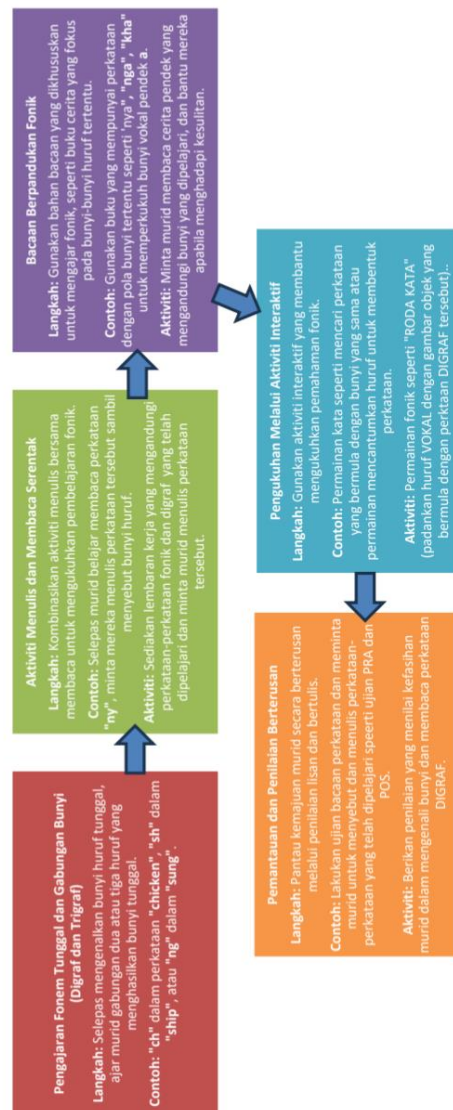 Pengajaran Fonem Tunggal dan Gabungan Bunyi
(Digraf dan Trigraf)
Langkah: Selepas mengenalkan bunyi huruf tunggal,
ajar murid gabungan dua atau tiga huruf yang
menghasilkan bunyi tunggal.
Contoh: "ch" dalam perkataan "chicken", "sh" dalam
"ship", atau "ng" dalam "sung".
Aktiviti Menulis dan Membaca Serentak
Langkah: Kombinasikan aktiviti menulis bersama
membaca untuk mengukuhkan pembelajaran fonik.
Contoh: Selepas murid belajar membaca perkataan
"ny", minta mereka menulis perkataan tersebut sambil
menyebut bunyi huruf.
Aktiviti: Sediakan lembaran kerja yang mengandungi
perkataan-perkataan fonik dan digraf yang telah
dipelajari dan minta murid menulis perkataan
tersebut.
Bacaan Berpandukan Fonik
Langkah: Gunakan bahan bacaan yang dikhususkan
untuk mengajar fonik, seperti buku cerita yang fokus
pada bunyi-bunyi huruf tertentu.
Contoh: Gunakan buku yang mempunyai perkataan
dengan pola bunyi tertentu seperti 'nya", "nga", "kha"
untuk memperkukuh bunyi vokal pendek a.
Aktiviti: Minta murid membaca cerita pendek yang
mengandungi bunyi yang dipelajari, dan bantu mereka
apabila menghadapi kesulitan.
Pengukuhan Melalui Aktiviti Interaktif
Langkah: Gunakan aktiviti interaktif yang membantu
mengukuhkan pemahaman fonik.
Contoh: Permainan kata seperti mencari perkataan
yang bermula dengan bunyi yang sama atau
permainan mencantumkan huruf untuk membentuk
perkataan.
Aktiviti: Permainan fonik seperti "RODA KATA"
(padankan huruf VOKAL dengan gambar objek yang
bermula dengan perktaan DIGRAF tersebut)..
Pemantauan dan Penilaian Berterusan
Langkah: Pantau kemajuan murid secara berterusan
melalui penilaian lisan dan bertulis.
Contoh: Lakukan ujian bacaan perkataan dan meminta
murid untuk menyebut dan menulis perkataan-
perkataan yang telah dipelajari speerti ujian PRA dan
POS.
Aktiviti: Berikan penilaian yang menilai kefasihan
murid dalam mengenali bunyi dan membaca perkataan
DIGRAF.